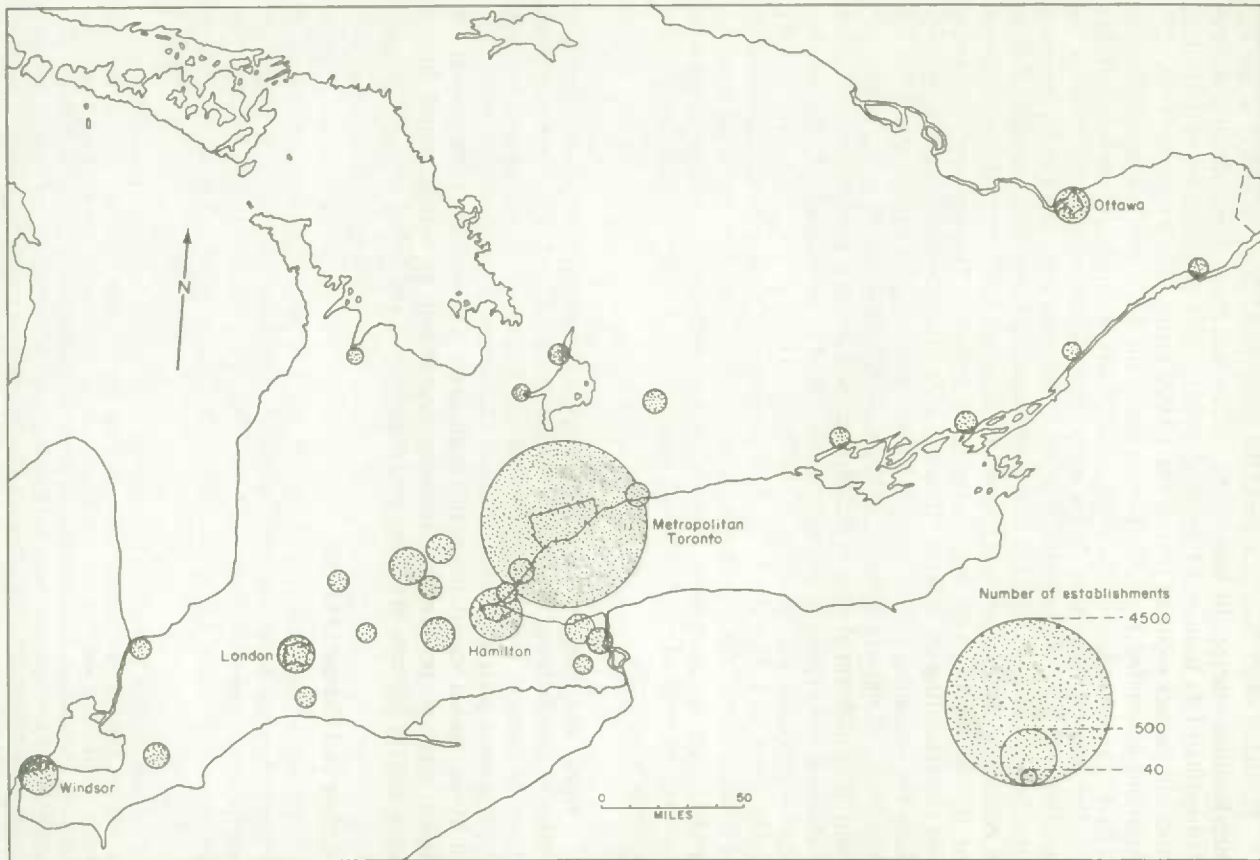 Ottawa
N
Metropolitan
Toronto
Number of establishments
4500
London
Hamilton
500
40
Windsor
0 50
MILES